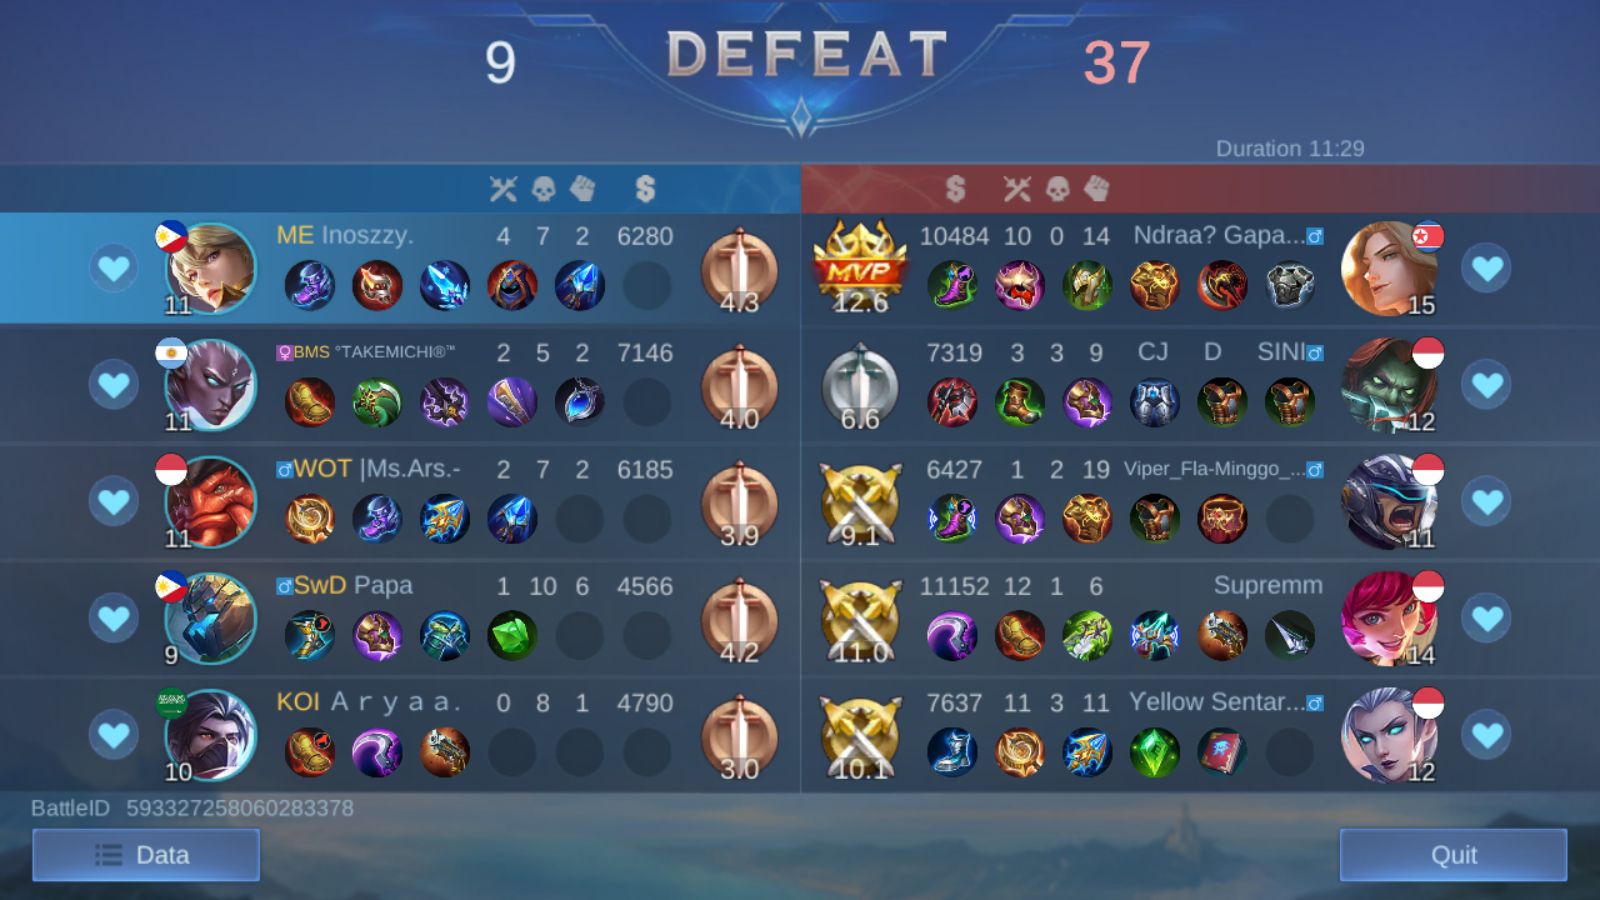 9 DEFEAT 37
Duration 11:29
ME Inoszzy. 4 7 2 6280
11 4.3
MVP 10484 10 0 14 Ndraa? Gapa...
12.6 15
BMS °TAKEMICHI®™ 2 5 2 7146
11 4.0
7319 3 3 9 CJ D SINI
6.6 12
WOT |Ms.Ars.- 2 7 2 6185
11 3.9
6427 1 2 19 Viper_Fla-Minggo_...
9.1 11
SwD Papa 1 10 6 4566
9 4.2
11152 12 1 6 Supremm
11.0 14
KOI A r y a a . 0 8 1 4790
10 3.0
7637 11 3 11 Yellow Sentar...
10.1 12
BattleID 593327258060283378
Data
Quit